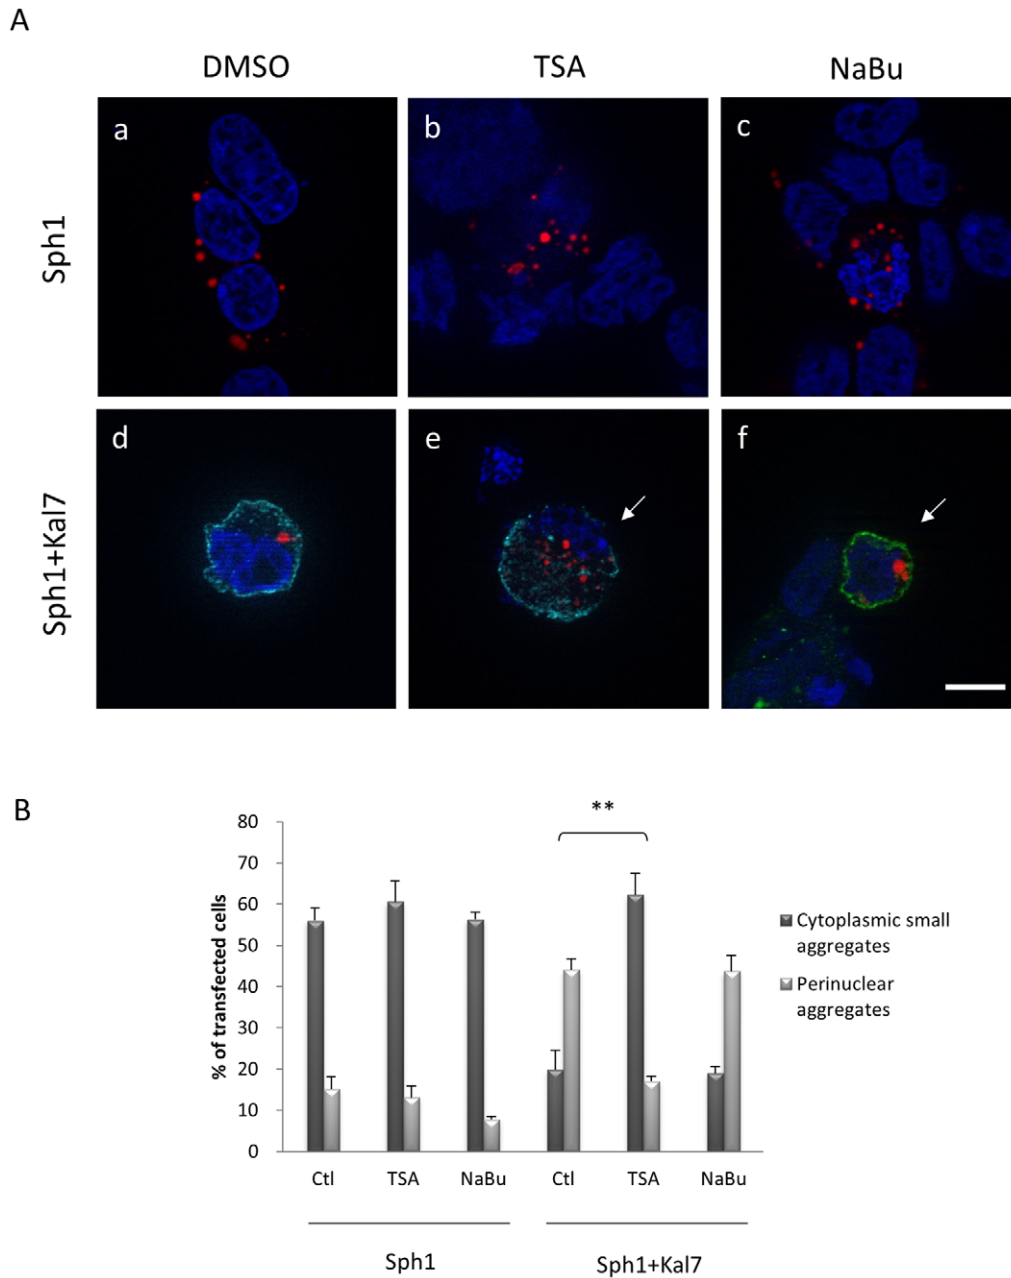 A
DMSO
TSA
NaBu
Sph1
a
b
c
Sph1+Kal7
d
e
f
B
**
80
70
60
50
40
30
20
10
0
% of transfected cells
Cytoplasmic small
aggregates
Perinuclear
aggregates
Ctl
TSA
NaBu
Ctl
TSA
NaBu
Sph1
Sph1+Kal7